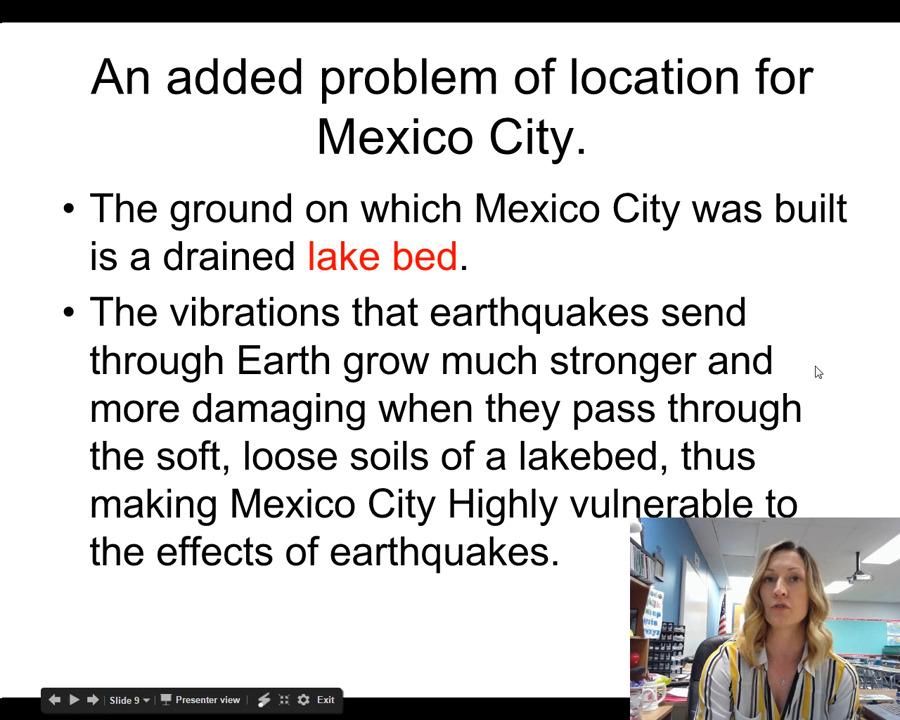 An added problem of location for
Mexico City.
• The ground on which Mexico City was built
is a drained lake bed.
• The vibrations that earthquakes send
through Earth grow much stronger and
more damaging when they pass through
the soft, loose soils of a lakebed, thus
making Mexico City Highly vulnerable to
the effects of earthquakes.
Slide 9 Presenter view Exit